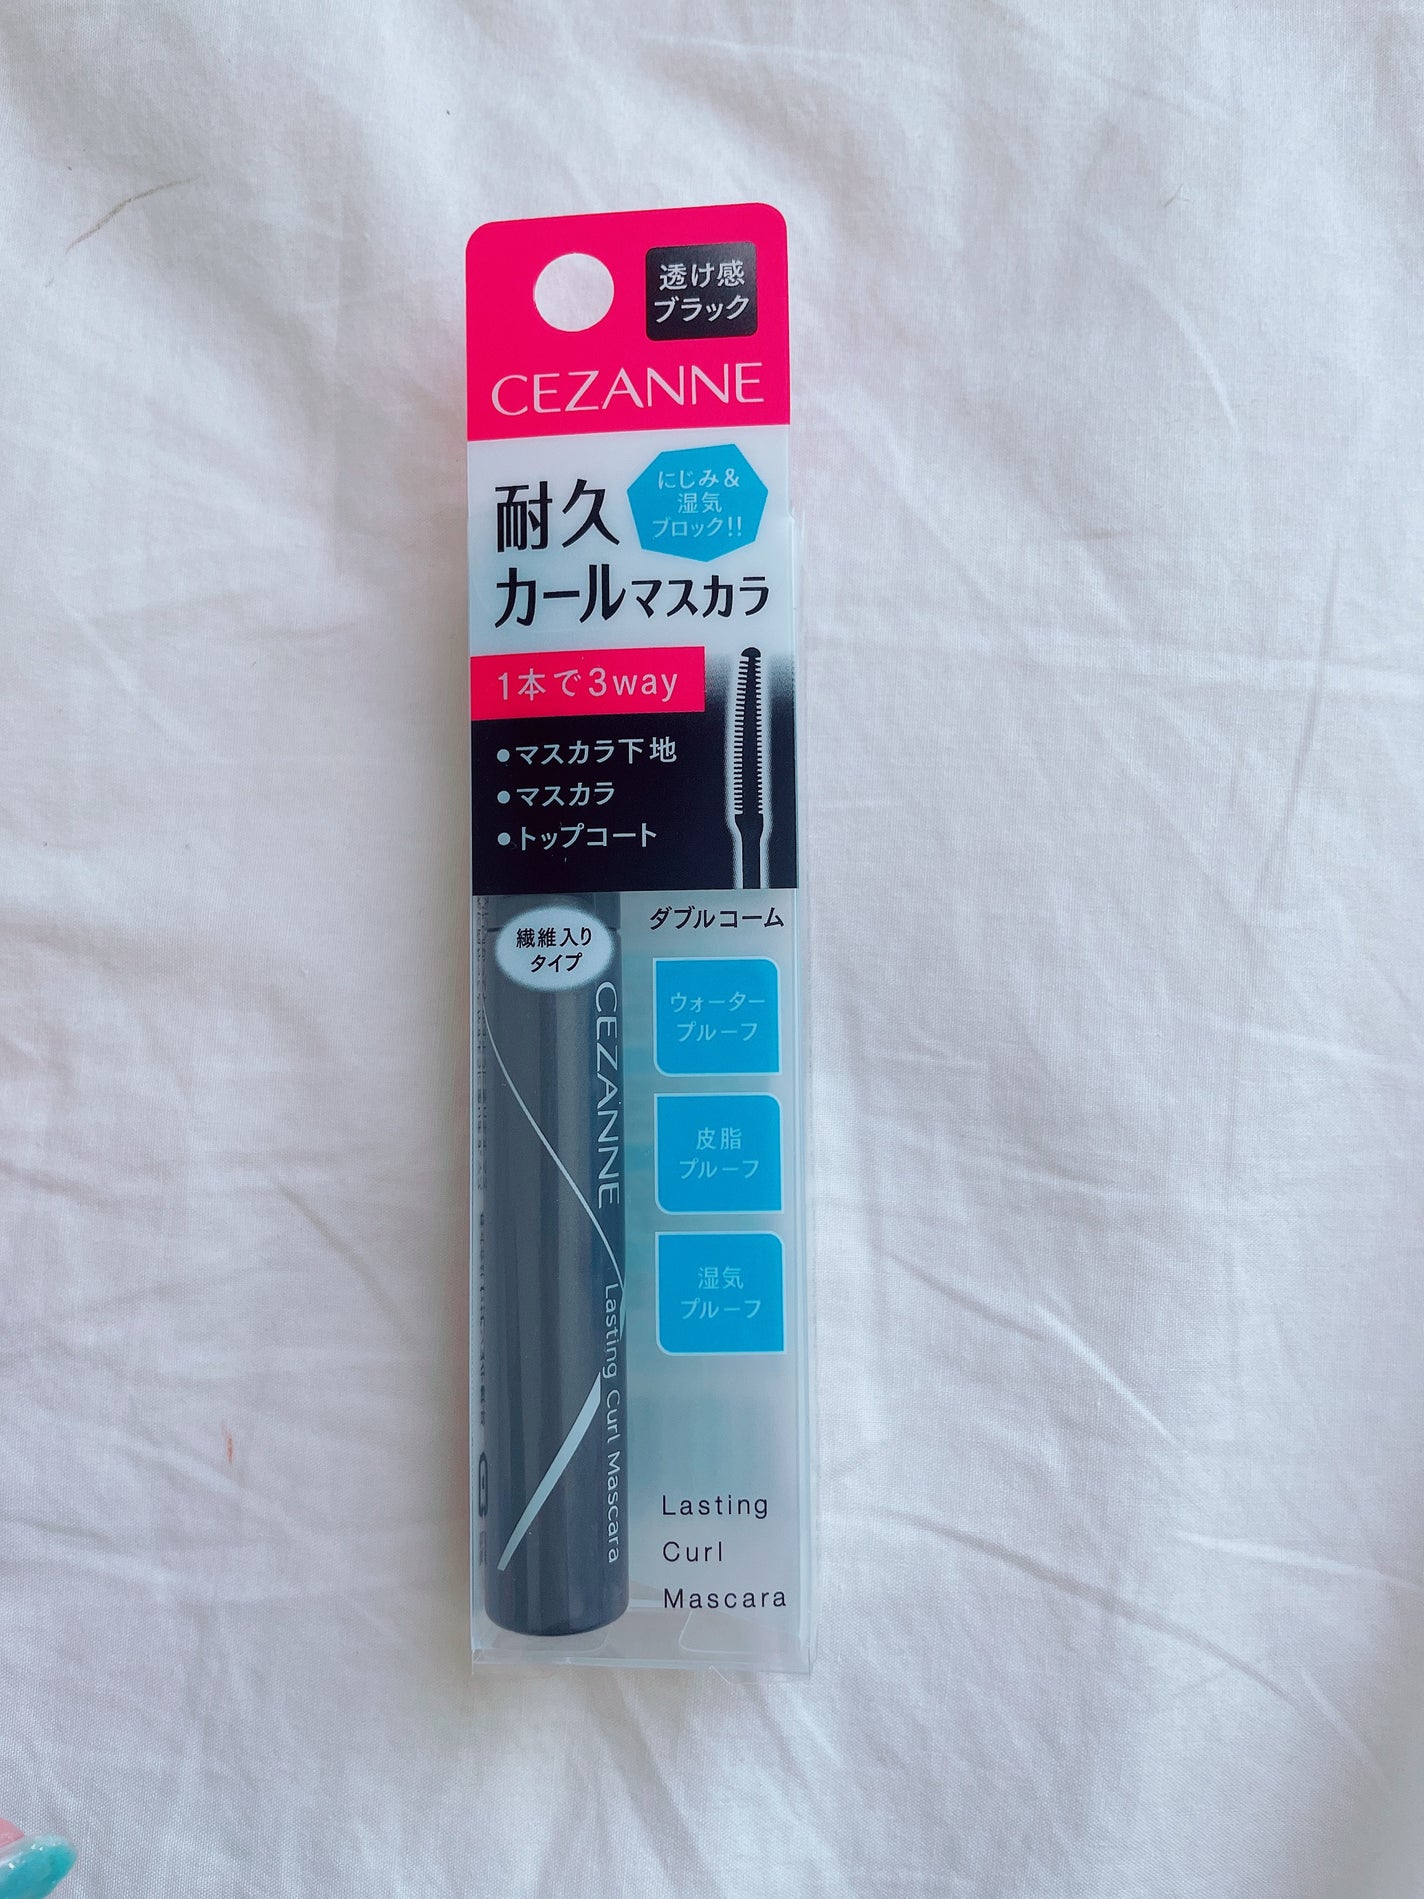 透け感
ブラック
CEZANNE
にじみ&
湿気
ブロック!!
耐久
カールマスカラ
1本で3way
●マスカラ下地
●マスカラ
●トップコート
ダブルコーム
繊維入り
タイプ
CEZANNE Lasting Curl Mascara
ウォーター
プルーフ
皮脂
プルーフ
湿気
プルーフ
Lasting
Curl
Mascara